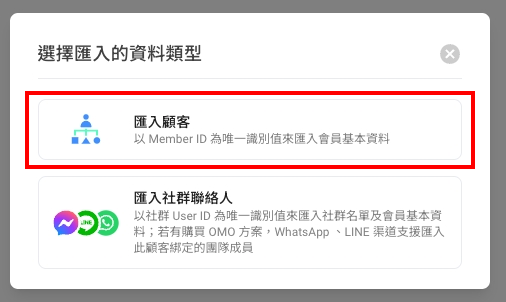 選擇匯入的資料類型
匯入顧客
以 Member ID 為唯一識別值來匯入會員基本資料
匯入社群聯絡人
LINE
以社群 User ID 為唯一識別值來匯入社群名單及會員基本資
料；若有購買 OMO 方案，WhatsApp 、LINE 渠道支援匯入
此顧客綁定的團隊成員